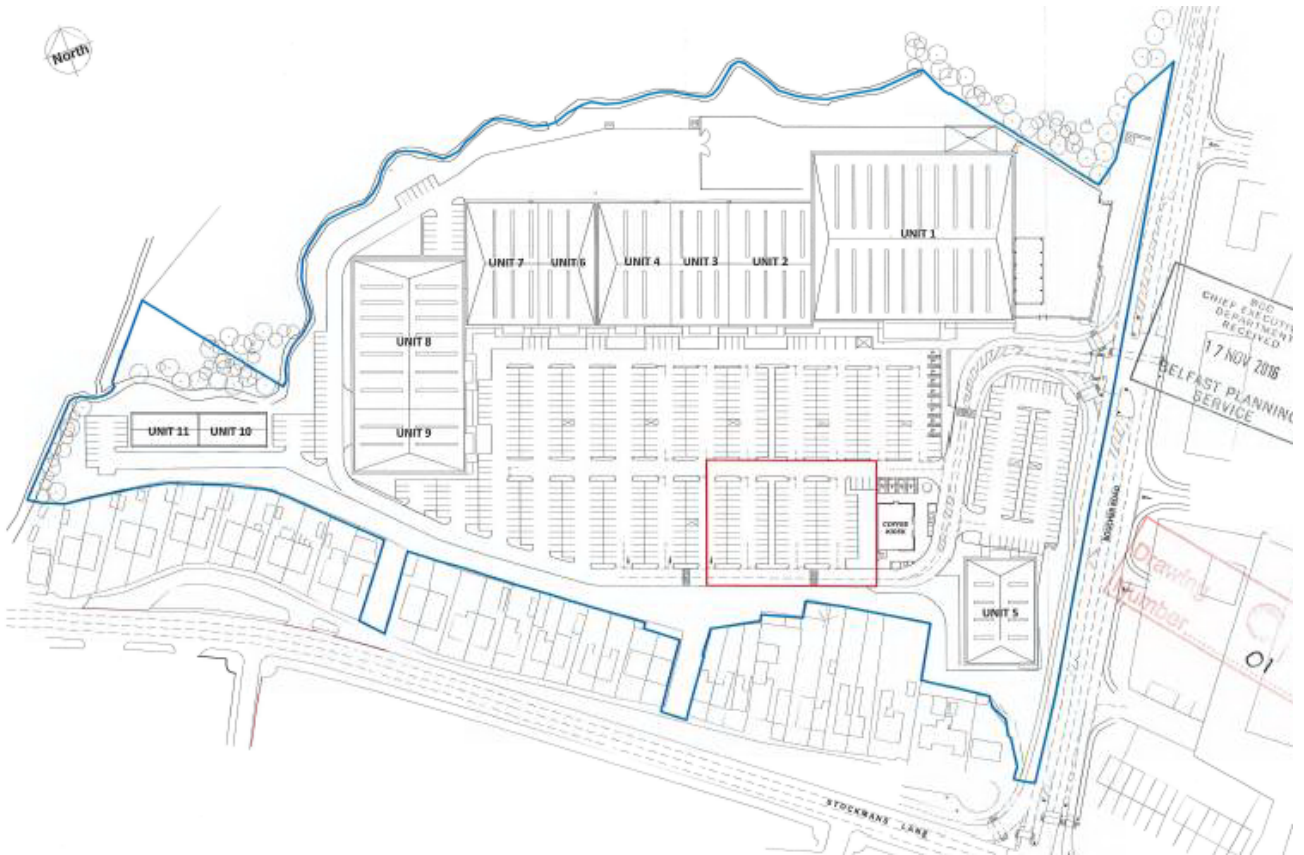 North
UNIT 1
UNIT 7
UNIT 6
UNIT 4
UNIT 3
UNIT 2
UNIT 8
UNIT 9
UNIT 11
UNIT 10
COFFEE
KIOSK
UNIT 5
BOUCHER ROAD
STOCKMANS LANE
BCC
CHIEF EXECUTIVE
DEPARTMENT
RECEIVED
17 NOV 2016
BELFAST PLANNING
SERVICE
Drawing
Number
01